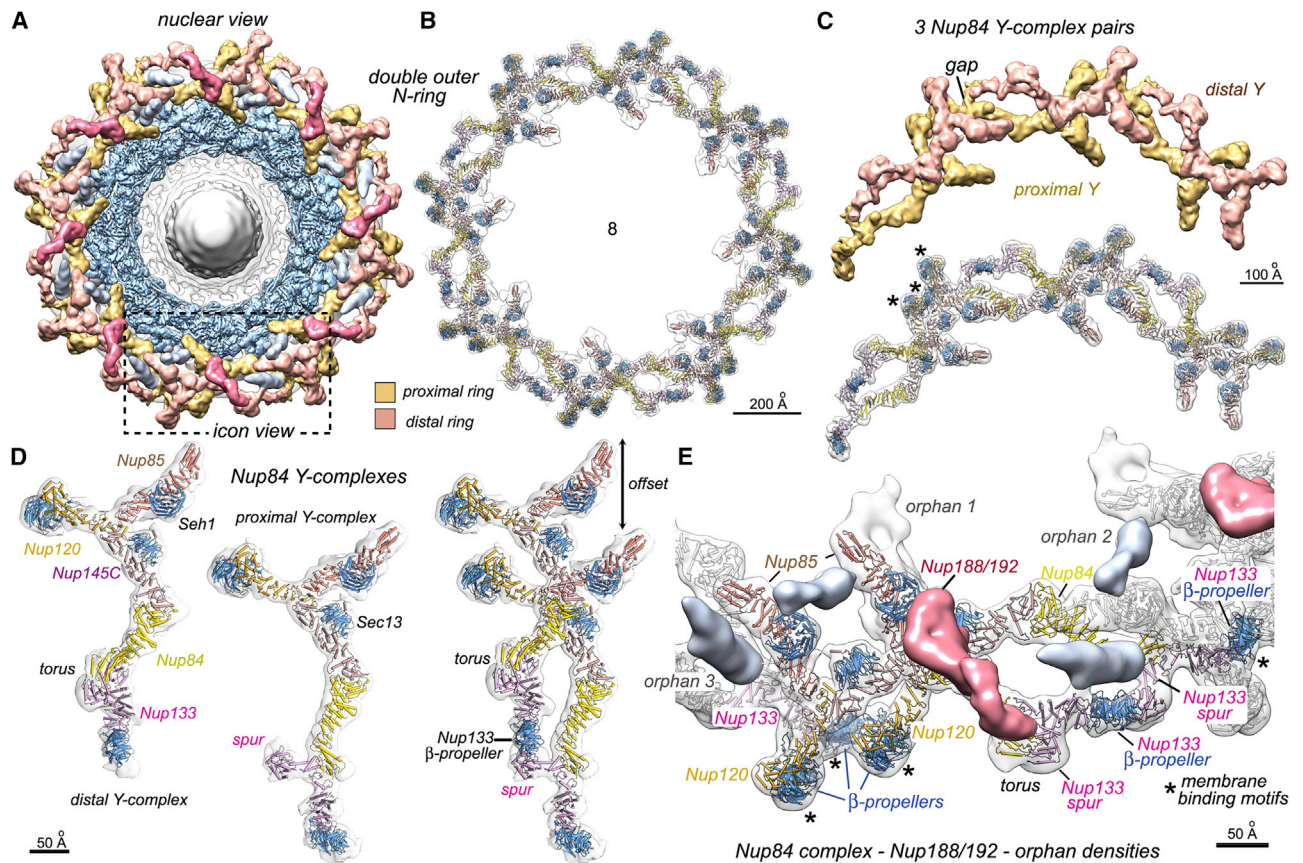 A
nuclear view
icon view
proximal ring
distal ring
B
double outer
N-ring
8
200 Å
C
3 Nup84 Y-complex pairs
gap
distal Y
proximal Y
100 Å
*
*
D
Nup84 Y-complexes
Nup85
Seh1
Nup120
Nup145C
Nup84
torus
Nup133
distal Y-complex
50 Å
proximal Y-complex
Sec13
spur
offset
torus
Nup133
β-propeller
spur
E
orphan 1
orphan 2
Nup85
Nup188/192
Nup84
Nup133
β-propeller
*
orphan 3
Nup133
Nup133
spur
Nup120
Nup120
Nup133
β-propeller
*
*
β-propellers
*
torus
Nup133
spur
* membrane
binding motifs
50 Å
Nup84 complex - Nup188/192 - orphan densities